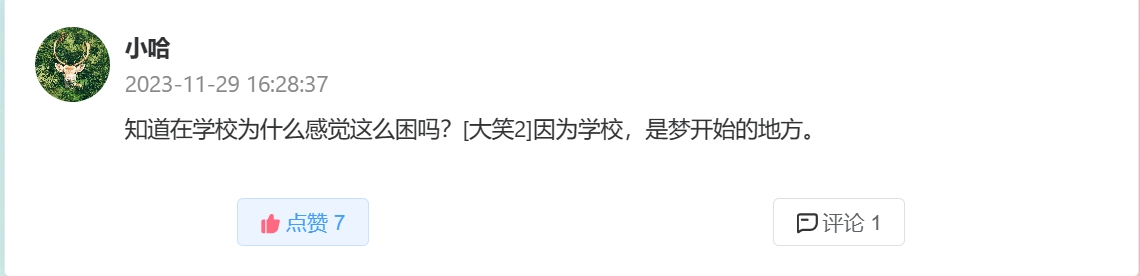 小哈
2023-11-29 16:28:37
知道在学校为什么感觉这么困吗？[大笑2]因为学校，是梦开始的地方。
点赞 7
评论 1